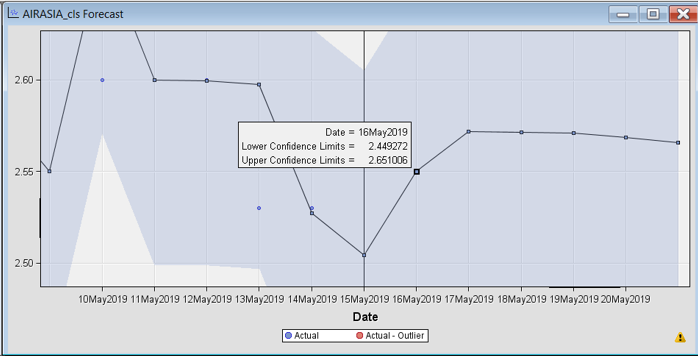 AIRASIA_cls Forecast
2.60
Date = 16May2019
Lower Confidence Limits = 2.449272
Upper Confidence Limits = 2.651006
2.55
2.50
10May2019 11May2019 12May2019 13May2019 14May2019 15May2019 16May2019 17May2019 18May2019 19May2019 20May2019
Date
Actual Actual - Outlier